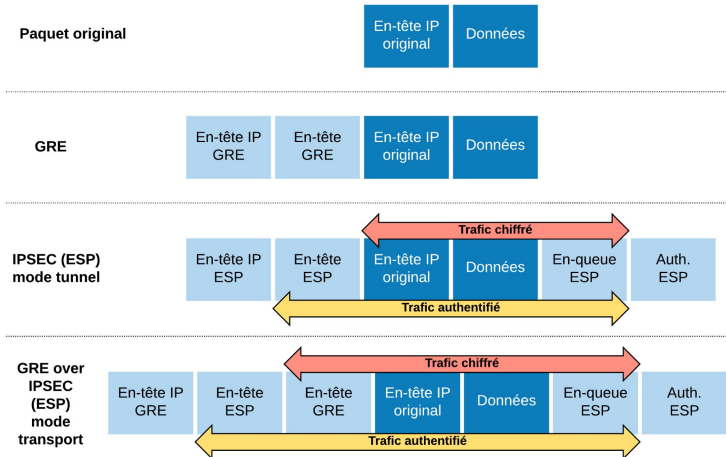 Paquet original
En-tête IP
original
Données
GRE
En-tête IP
GRE
En-tête
GRE
En-tête IP
original
Données
Trafic chiffré
IPSEC (ESP)
mode tunnel
En-tête IP
ESP
En-tête
ESP
En-tête IP
original
Données
En-queue
ESP
Auth.
ESP
Trafic authentifié
GRE over
IPSEC
(ESP)
mode
transport
Trafic chiffré
En-tête IP
GRE
En-tête
ESP
En-tête
GRE
En-tête IP
original
Données
En-queue
ESP
Auth.
ESP
Trafic authentifié